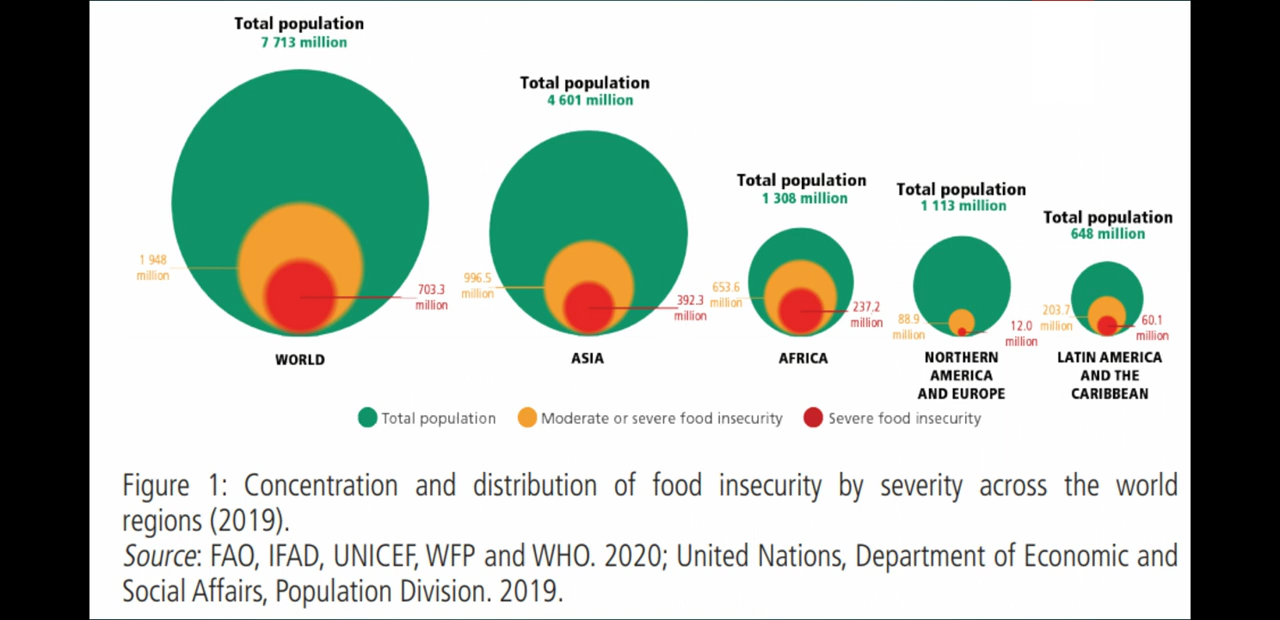 Total population
7 713 million
Total population
4 601 million
Total population
1 308 million
Total population
1 113 million
Total population
648 million
1 948
million
703.3
million
996.5
million
392.3
million
653.6
million
237.2
million
88.9
million
12.0
million
203.7
million
60.1
million
WORLD
ASIA
AFRICA
NORTHERN
AMERICA
AND EUROPE
LATIN AMERICA
AND THE
CARIBBEAN
Total population
Moderate or severe food insecurity
Severe food insecurity
Figure 1: Concentration and distribution of food insecurity by severity across the world
regions (2019).
Source: FAO, IFAD, UNICEF, WFP and WHO. 2020; United Nations, Department of Economic and
Social Affairs, Population Division. 2019.